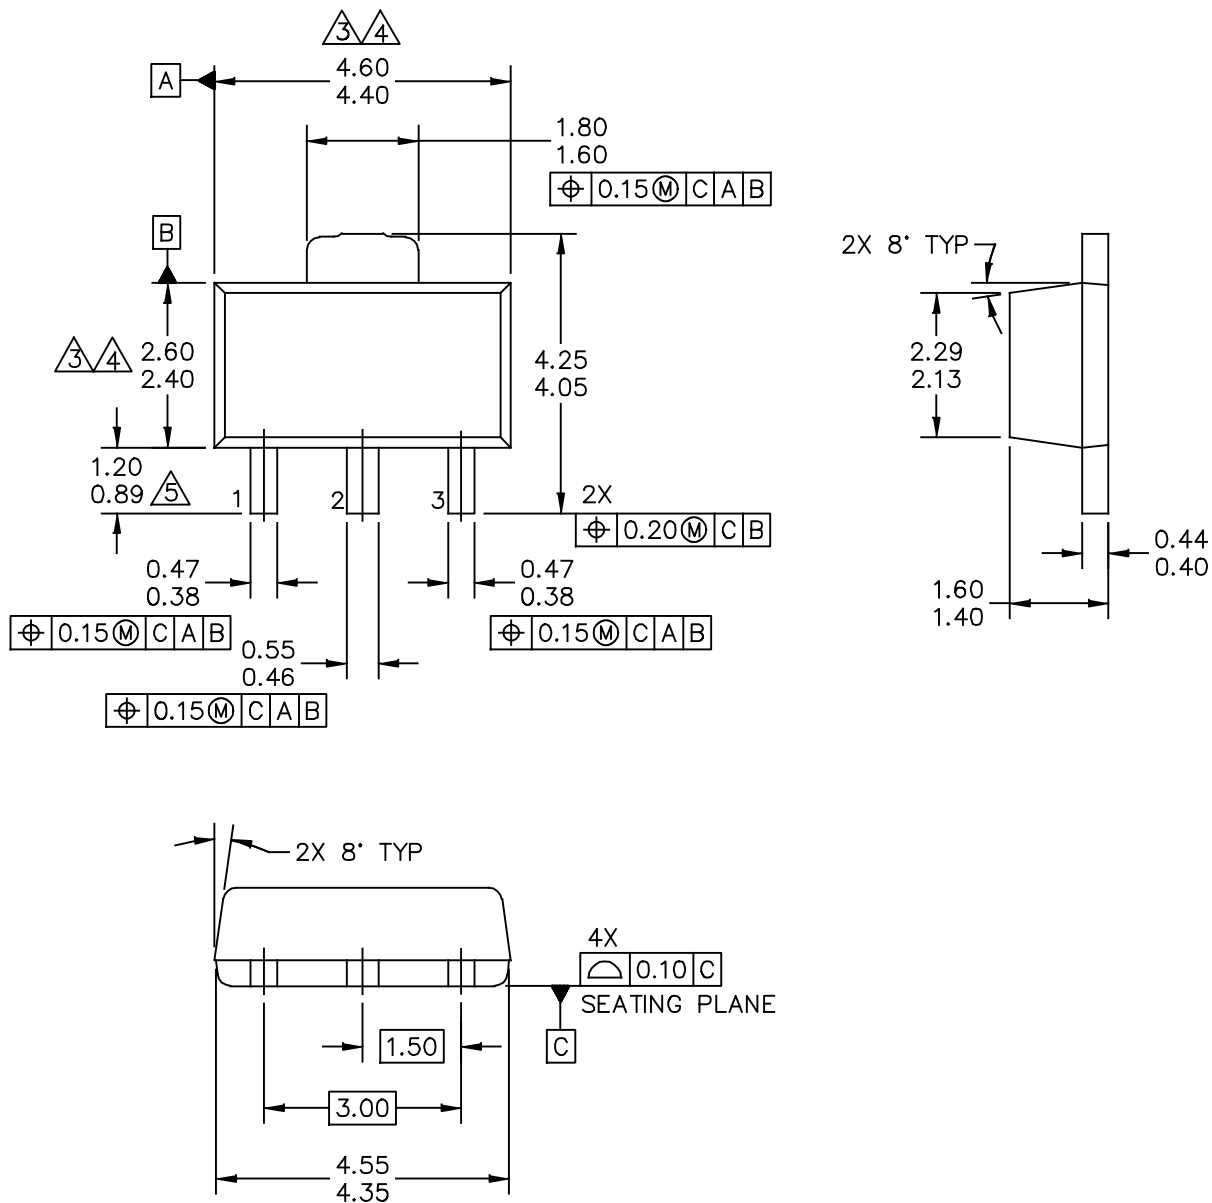 3 4
A
4.60
4.40
1.80
1.60
⌖ 0.15 Ⓜ C A B
B
2X 8° TYP
3 4
2.60
2.40
4.25
4.05
2.29
2.13
1.20
0.89 5
1
2
3
2X
⌖ 0.20 Ⓜ C B
0.47
0.38
0.47
0.38
0.44
0.40
1.60
1.40
⌖ 0.15 Ⓜ C A B
⌖ 0.15 Ⓜ C A B
0.55
0.46
⌖ 0.15 Ⓜ C A B
2X 8° TYP
4X
⌓ 0.10 C
SEATING PLANE
1.50
C
3.00
4.55
4.35